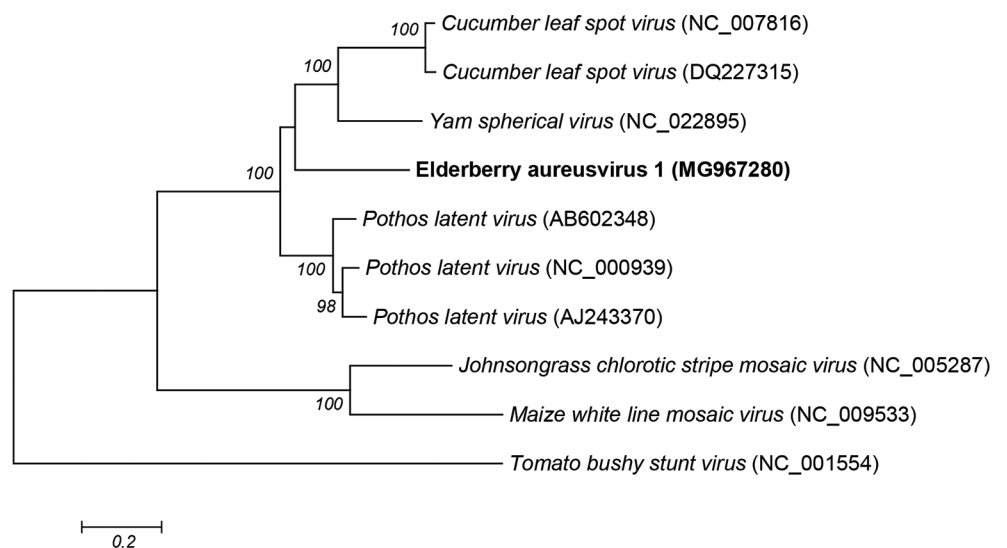 100
Cucumber leaf spot virus (NC_007816)
100
Cucumber leaf spot virus (DQ227315)
Yam spherical virus (NC_022895)
100
Elderberry aureusvirus 1 (MG967280)
Pothos latent virus (AB602348)
100
Pothos latent virus (NC_000939)
98
Pothos latent virus (AJ243370)
Johnsongrass chlorotic stripe mosaic virus (NC_005287)
100
Maize white line mosaic virus (NC_009533)
Tomato bushy stunt virus (NC_001554)
0.2